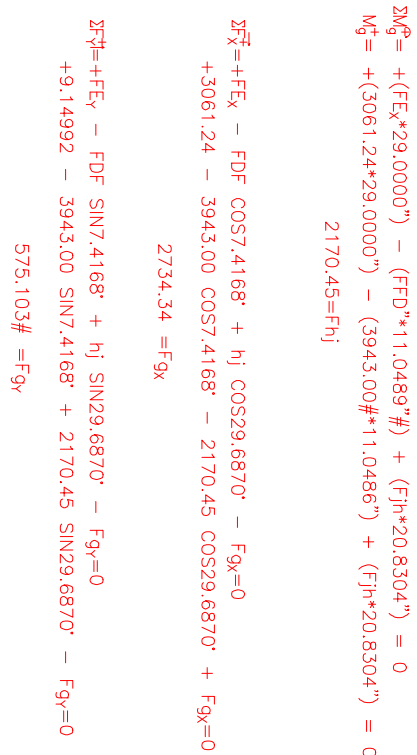 ΣMg⊕= +(FEx*29.0000") - (FFD"*11.0489"#) + (Fjh*20.8304") = 0
Mg+= +(3061.24*29.0000") - (3943.00#*11.0486") + (Fjh*20.8304") = 0
2170.45=Fhj
ΣFx→=+FEx - FDF COS7.4168° + hj COS29.6870° - Fgx=0
+3061.24 - 3943.00 COS7.4168° - 2170.45 COS29.6870° + Fgx=0
2734.34 =Fgx
ΣFY+=+FEY - FDF SIN7.4168° + hj SIN29.6870° - FgY=0
+9.14992 - 3943.00 SIN7.4168° + 2170.45 SIN29.6870° - FgY=0
575.103# =FgY